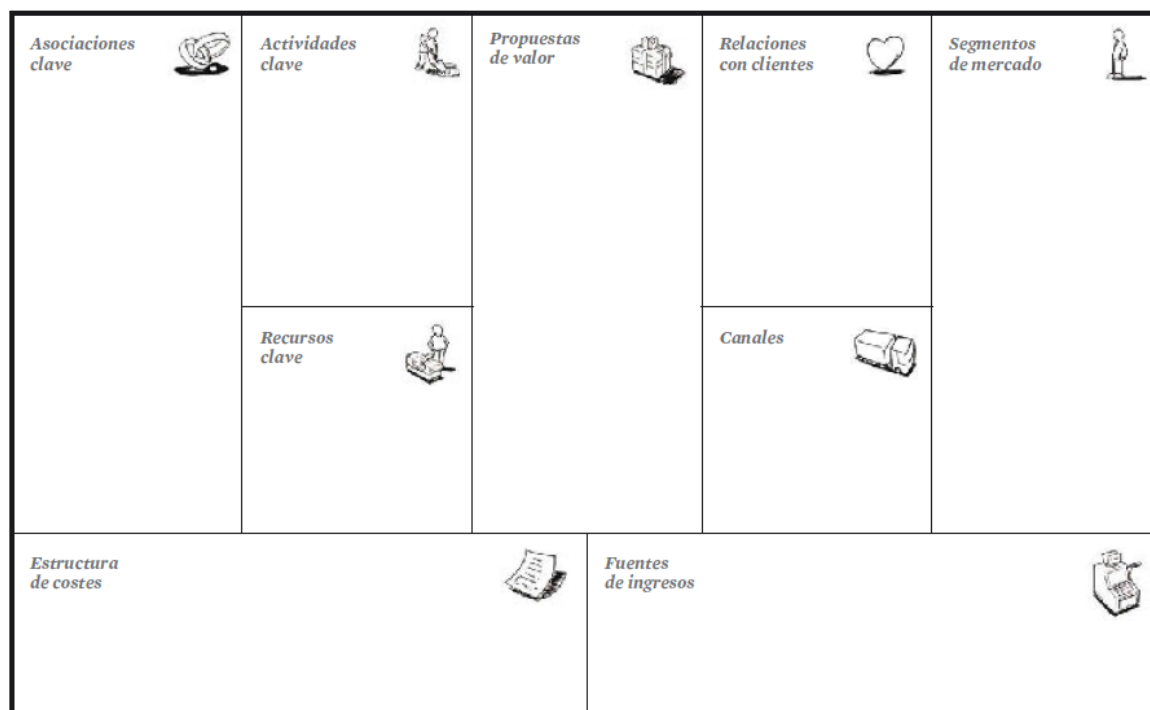 Asociaciones
clave
Actividades
clave
Propuestas
de valor
Relaciones
con clientes
Segmentos
de mercado
Recursos
clave
Canales
Estructura
de costes
Fuentes
de ingresos